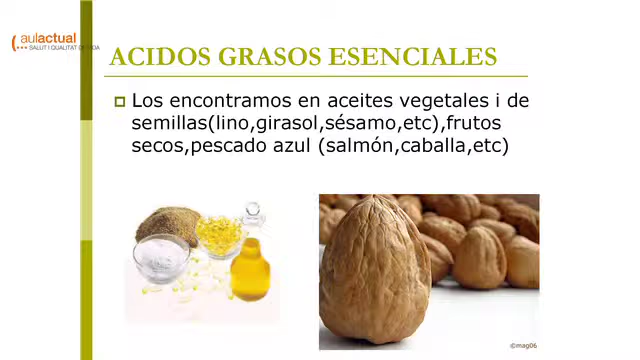 aulactual
SALUT I QUALITAT DE VIDA
ACIDOS GRASOS ESENCIALES
Los encontramos en aceites vegetales i de
semillas(lino,girasol,sésamo,etc),frutos
secos,pescado azul (salmón,caballa,etc)
©mag06